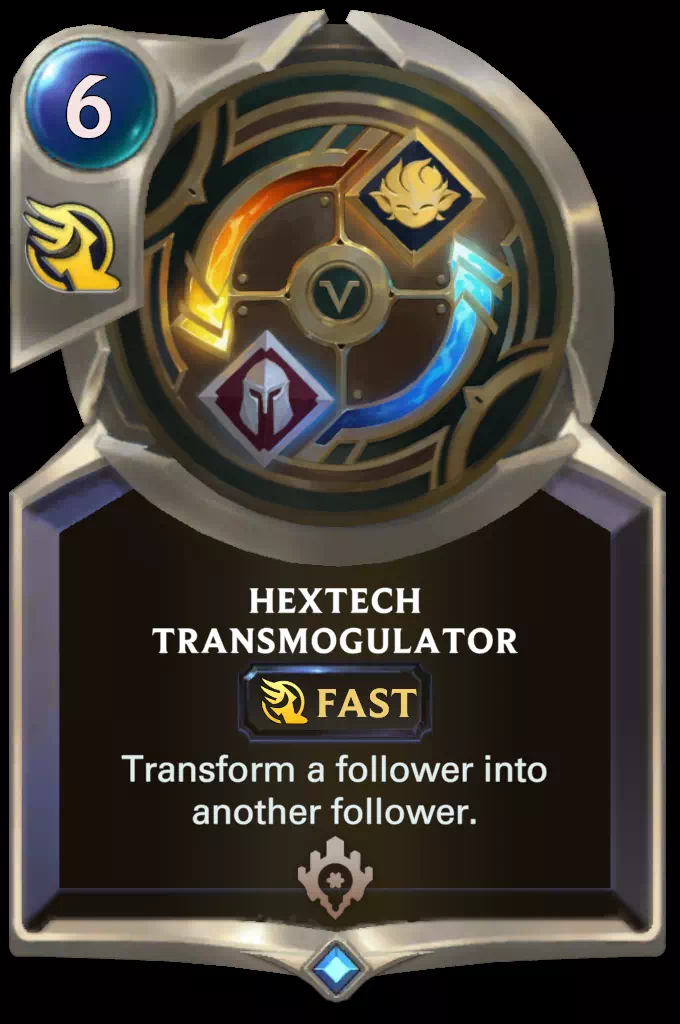 6
V
HEXTECH
TRANSMOGULATOR
FAST
Transform a follower into
another follower.